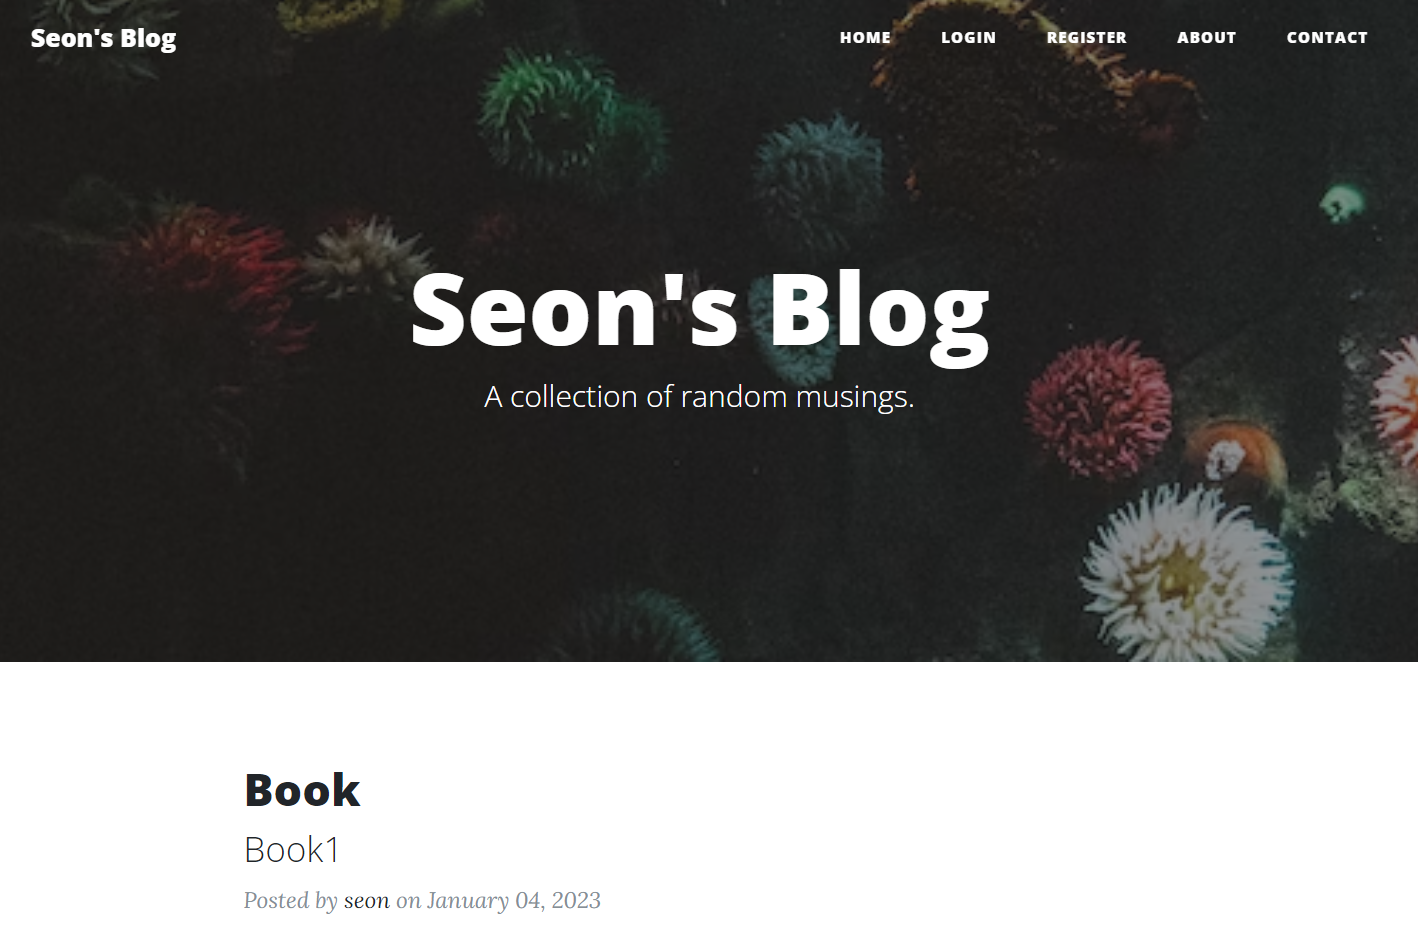 Seon's Blog
HOME LOGIN REGISTER ABOUT CONTACT
Seon's Blog
A collection of random musings.
Book
Book1
Posted by seon on January 04, 2023